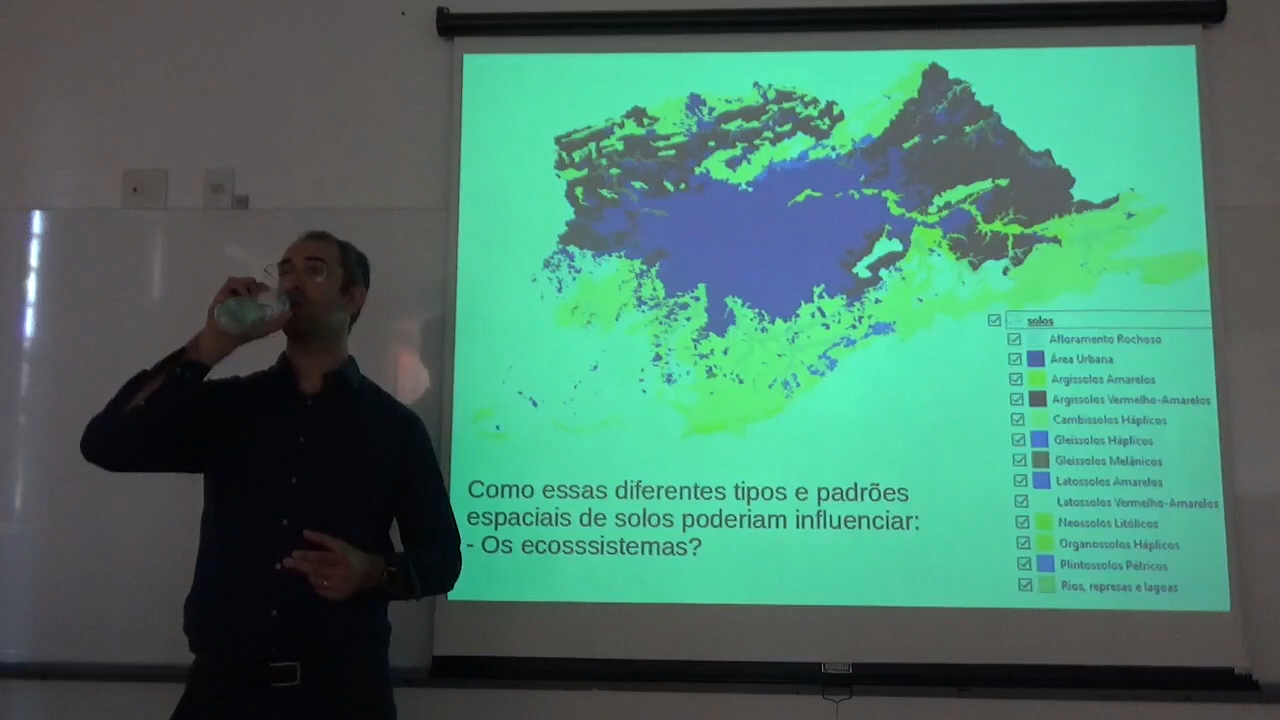 solos
Afloramento Rochoso
Área Urbana
Argissolos Amarelos
Argissolos Vermelho-Amarelos
Cambissolos Háplicos
Gleissolos Háplicos
Gleissolos Melânicos
Latossolos Amarelos
Latossolos Vermelho-Amarelos
Neossolos Litólicos
Organossolos Háplicos
Plintossolos Pétricos
Rios, represas e lagoas
Como essas diferentes tipos e padrões
espaciais de solos poderiam influenciar:
- Os ecosssistemas?